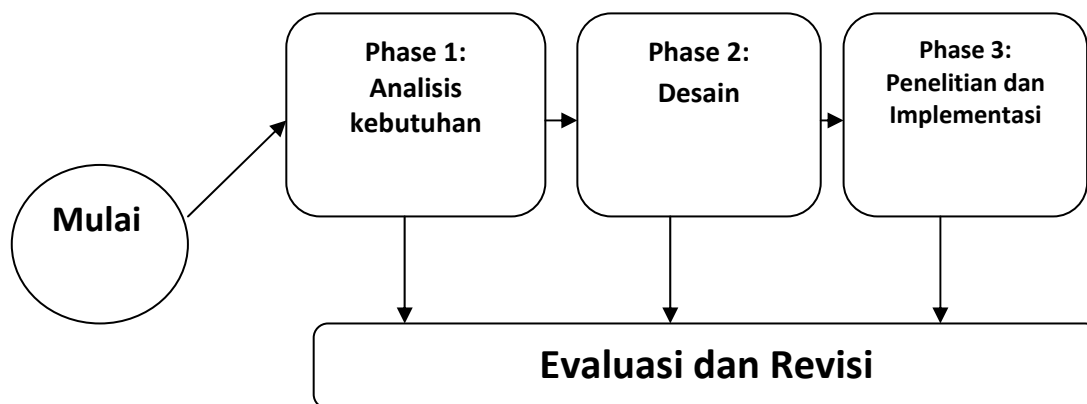 Phase 1:
Analisis
kebutuhan
Phase 2:
Desain
Phase 3:
Penelitian dan
Implementasi
Mulai
Evaluasi dan Revisi